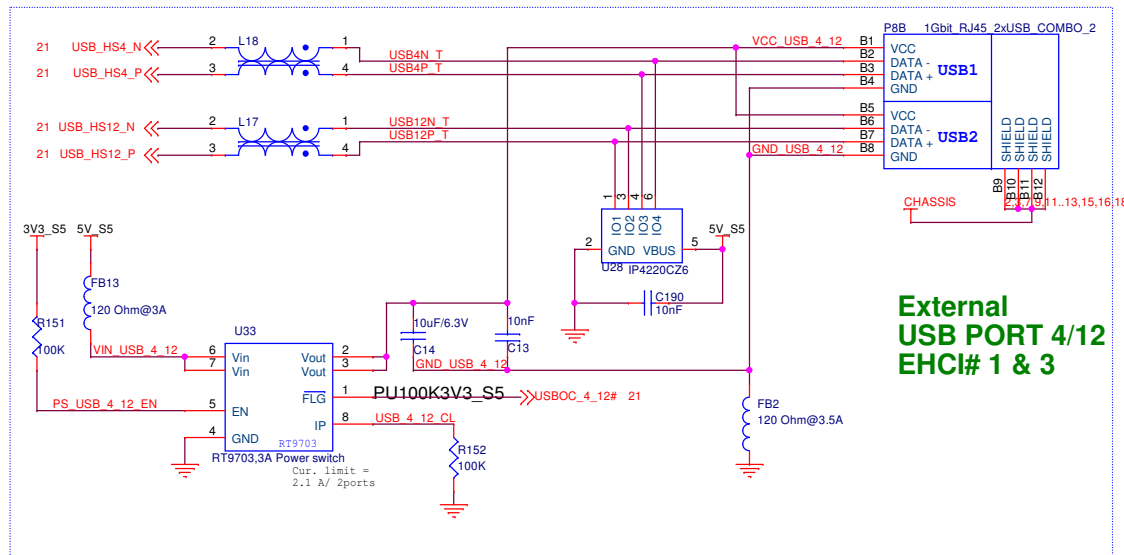 P8B 1Gbit_RJ45_2xUSB_COMBO_2
21 USB_HS4_N 2 L18 1 VCC_USB_4_12 B1 VCC
USB4N_T B2 DATA -
21 USB_HS4_P 3 4 USB4P_T B3 DATA + USB1
B4 GND
B5 VCC
21 USB_HS12_N 2 L17 1 USB12N_T B6 DATA -
USB12P_T B7 DATA + USB2
21 USB_HS12_P 3 4 GND_USB_4_12 B8 GND
SHIELD SHIELD SHIELD SHIELD
B9 B10 B11 B12
CHASSIS
1 3 4 6
IO1 IO2 IO3 IO4
2 GND VBUS 5 5V_S5
U28 IP4220CZ6
C190
10nF
3V3_S5 5V_S5
FB13
120 Ohm@3A
R151
100K
U33
10uF/6.3V 10nF
C14 C13
VIN_USB_4_12 6 Vin Vout 2
7 Vin Vout 3
GND_USB_4_12
FLG 1 PU100K3V3_S5 USBOC_4_12# 21
PS_USB_4_12_EN 5 EN
IP 8 USB_4_12_CL
4 GND
RT9703
RT9703,3A Power switch
Cur. limit =
2.1 A/ 2ports
R152
100K
FB2
120 Ohm@3.5A
External
USB PORT 4/12
EHCI# 1 & 3